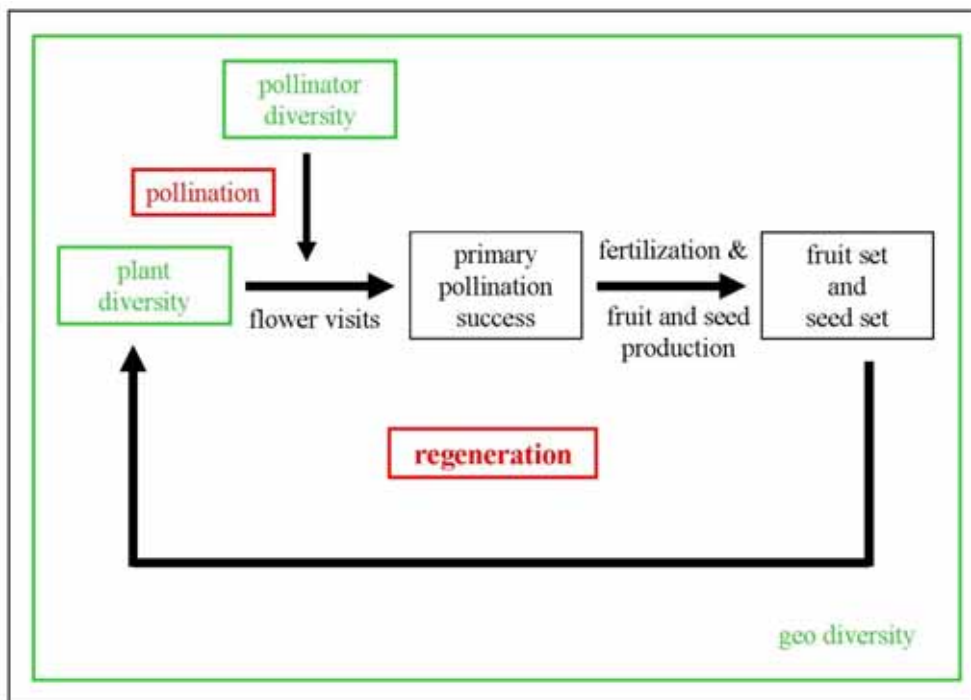 pollinator
diversity
pollination
plant
diversity
flower visits
primary
pollination
success
fertilization &
fruit and seed
production
fruit set
and
seed set
regeneration
geo diversity